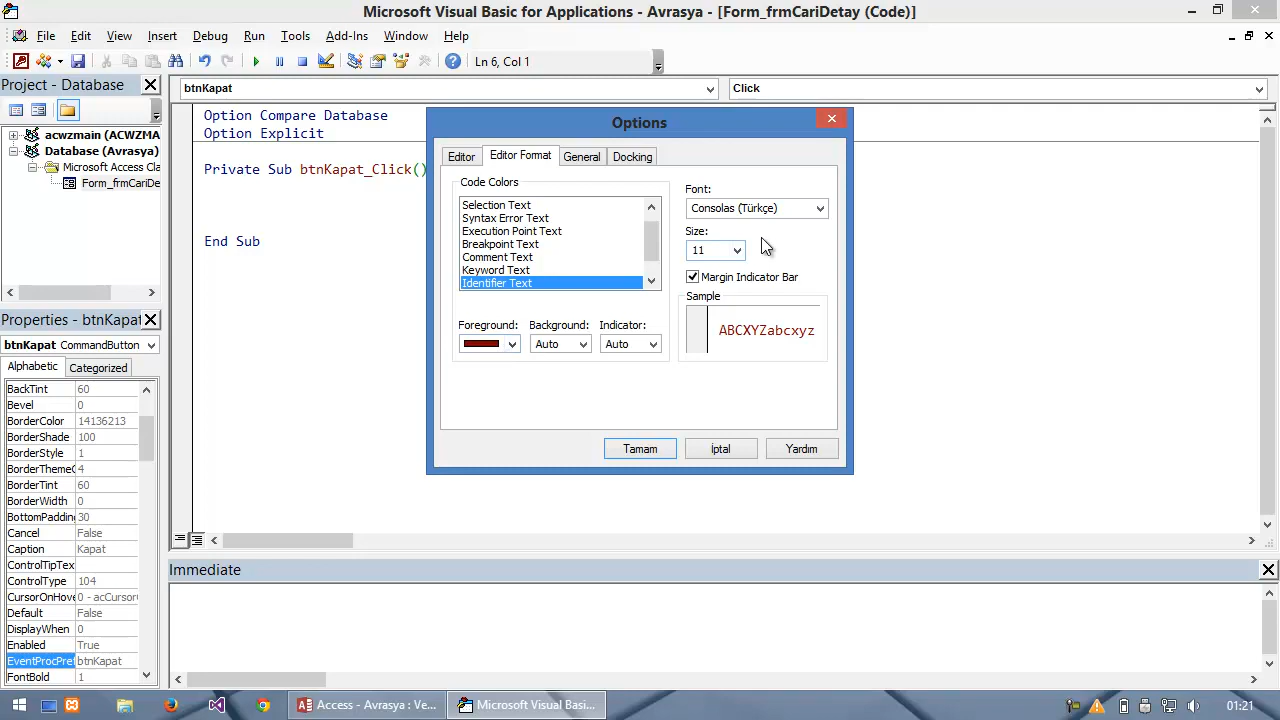 Microsoft Visual Basic for Applications - Avrasya - [Form_frmCariDetay (Code)]
File Edit View Insert Debug Run Tools Add-Ins Window Help
Ln 6, Col 1
Project - Database
btnKapat
Click
acwzmain (ACWZMA
Database (Avrasya)
Microsoft Access Cla
Form_frmCariDe
Option Compare Database
Option Explicit
Private Sub btnKapat_Click()
End Sub
Options
Editor
Editor Format
General
Docking
Code Colors
Selection Text
Syntax Error Text
Execution Point Text
Breakpoint Text
Comment Text
Keyword Text
Identifier Text
Foreground:
Background:
Indicator:
Auto
Auto
Font:
Consolas (Türkçe)
Size:
11
Margin Indicator Bar
Sample
ABCXYZabcxyz
Tamam
İptal
Yardım
Properties - btnKapat
btnKapat CommandButton
Alphabetic
Categorized
BackTint 60
Bevel 0
BorderColor 14136213
BorderShade 100
BorderStyle 1
BorderThemeC 4
BorderTint 60
BorderWidth 0
BottomPadding 30
Cancel False
Caption Kapat
ControlTipTex
ControlType 104
CursorOnHove 0 - acCursor
Default False
DisplayWhen 0
Enabled True
EventProcPref btnKapat
FontBold 1
Immediate
Access - Avrasya : Ve...
Microsoft Visual Basi...
01:21